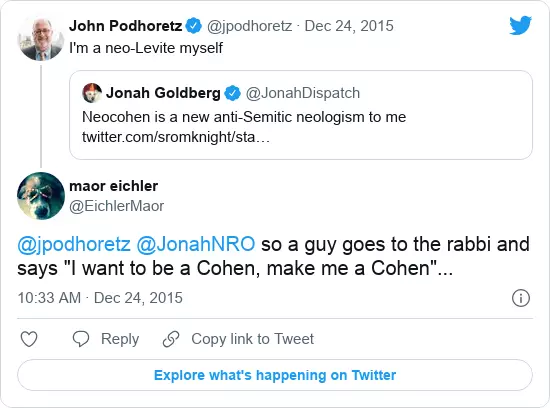 John Podhoretz @jpodhoretz · Dec 24, 2015
I'm a neo-Levite myself
Jonah Goldberg @JonahDispatch
Neocohen is a new anti-Semitic neologism to me
twitter.com/sromknight/sta…
maor eichler
@EichlerMaor
@jpodhoretz @JonahNRO so a guy goes to the rabbi and
says "I want to be a Cohen, make me a Cohen"...
10:33 AM · Dec 24, 2015
Reply Copy link to Tweet
Explore what's happening on Twitter